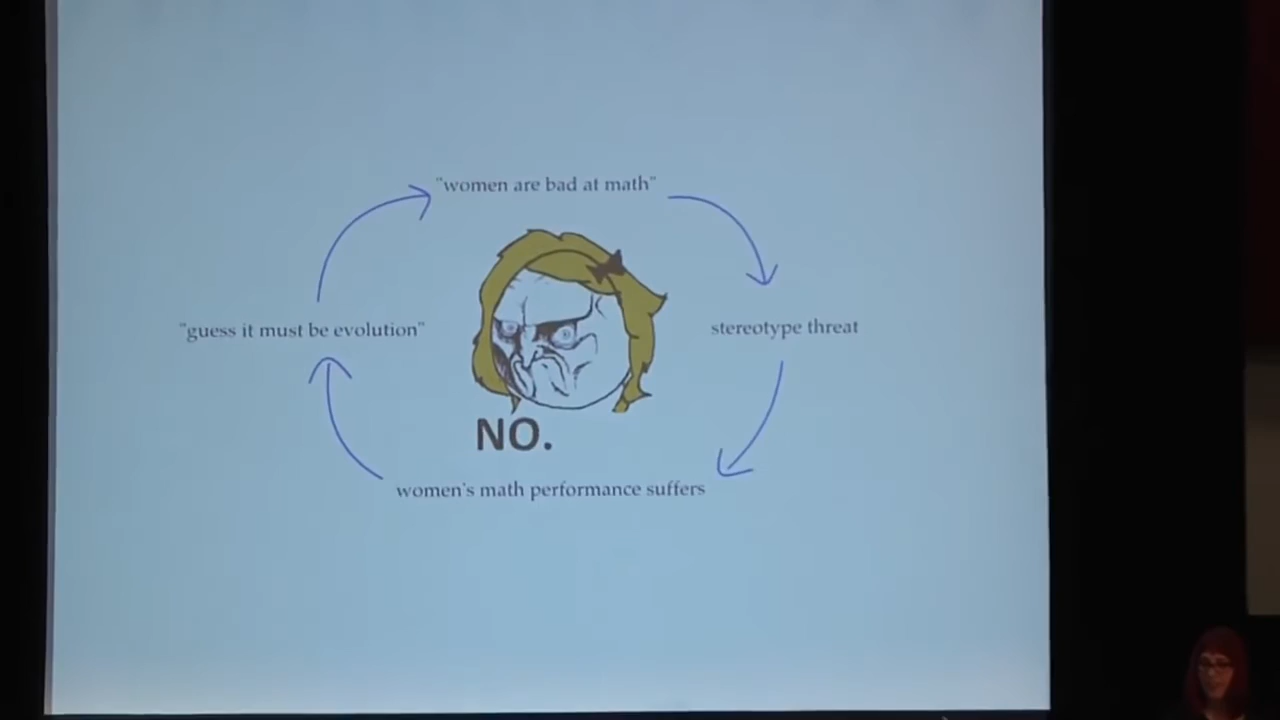 "women are bad at math"
"guess it must be evolution"
stereotype threat
NO.
women's math performance suffers